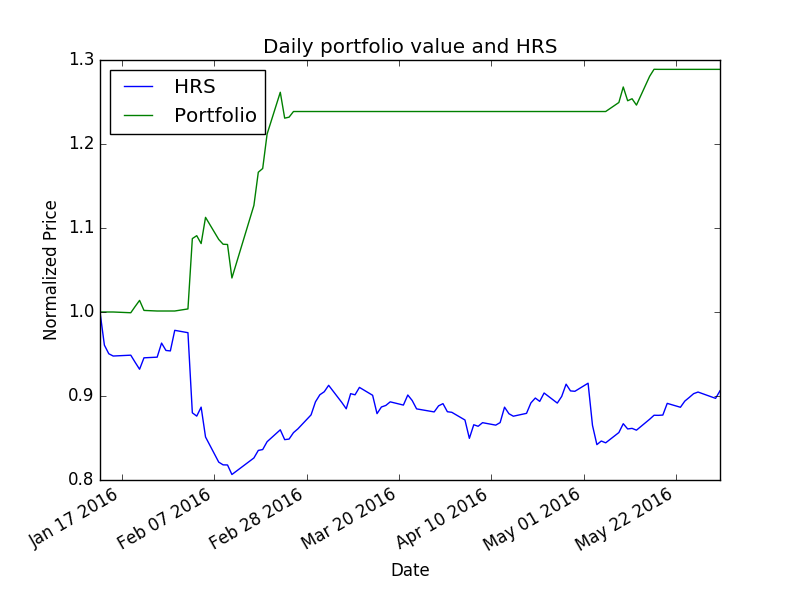 Daily portfolio value and HRS
HRS
Portfolio
1.3
1.2
1.1
1.0
0.9
0.8
Normalized Price
Jan 17 2016
Feb 07 2016
Feb 28 2016
Mar 20 2016
Apr 10 2016
May 01 2016
May 22 2016
Date